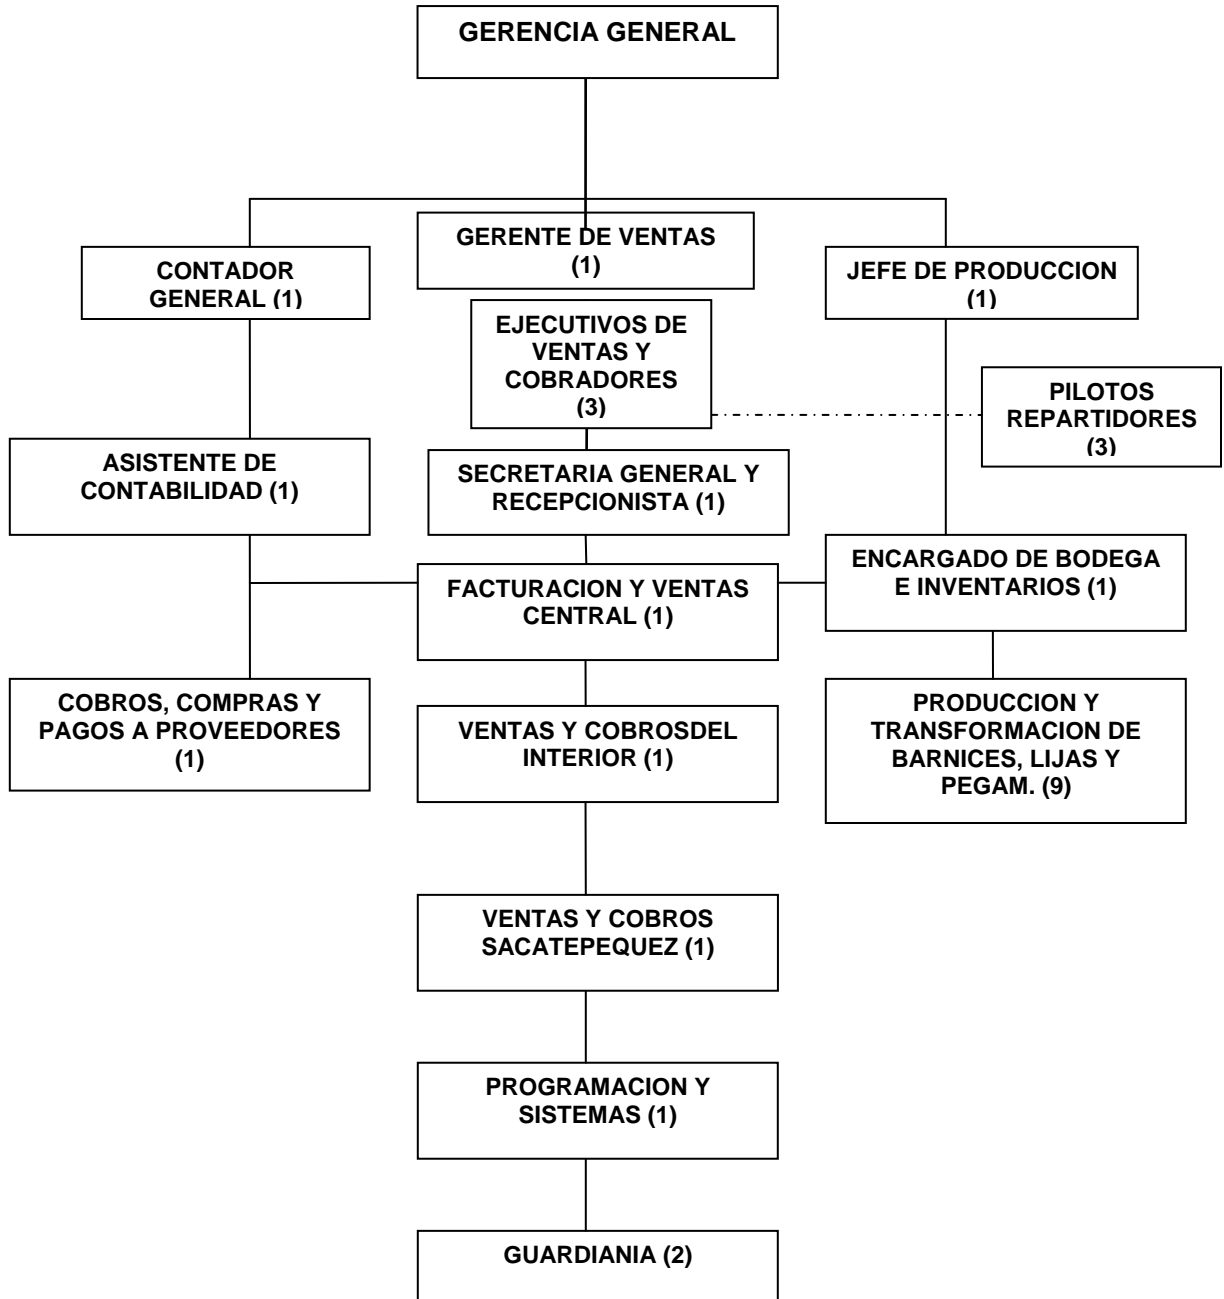 GERENCIA GENERAL
GERENTE DE VENTAS
(1)
CONTADOR
GENERAL (1)
JEFE DE PRODUCCION
(1)
EJECUTIVOS DE
VENTAS Y
COBRADORES
(3)
PILOTOS
REPARTIDORES
(3)
ASISTENTE DE
CONTABILIDAD (1)
SECRETARIA GENERAL Y
RECEPCIONISTA (1)
ENCARGADO DE BODEGA
E INVENTARIOS (1)
FACTURACION Y VENTAS
CENTRAL (1)
COBROS, COMPRAS Y
PAGOS A PROVEEDORES
(1)
VENTAS Y COBROSDEL
INTERIOR (1)
PRODUCCION Y
TRANSFORMACION DE
BARNICES, LIJAS Y
PEGAM. (9)
VENTAS Y COBROS
SACATEPEQUEZ (1)
PROGRAMACION Y
SISTEMAS (1)
GUARDIANIA (2)